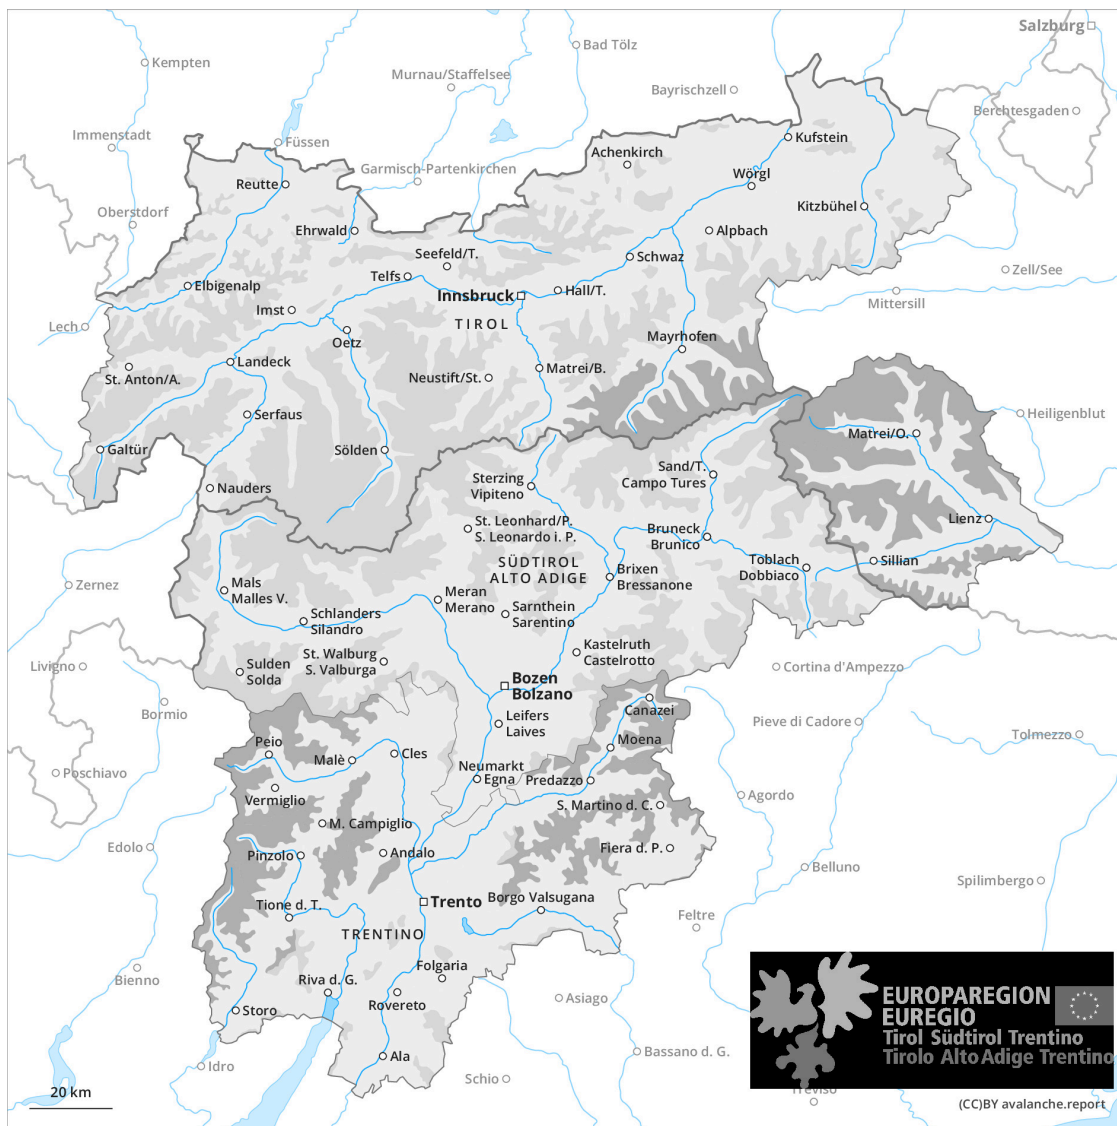 Salzburg
Bad Tölz
Kempten
Murnau/Staffelsee
Bayrischzell
Berchtesgaden
Immenstadt
Füssen
Kufstein
Achenkirch
Garmisch-Partenkirchen
Wörgl
Reutte
Oberstdorf
Kitzbühel
Ehrwald
Alpbach
Seefeld/T.
Schwaz
Telfs
Zell/See
Elbigenalp
Hall/T.
Innsbruck
Mittersill
Imst
TIROL
Lech
Oetz
Mayrhofen
Landeck
Matrei/B.
St. Anton/A.
Neustift/St.
Serfaus
Heiligenblut
Matrei/O.
Galtür
Sölden
Sand/T.
Campo Tures
Sterzing
Vipiteno
Nauders
Lienz
St. Leonhard/P.
S. Leonardo i. P.
Bruneck
Brunico
SÜDTIROL
ALTO ADIGE
Toblach
Dobbiaco
Sillian
Brixen
Bressanone
Zernez
Mals
Malles V.
Meran
Merano
Sarnthein
Sarentino
Schlanders
Silandro
Kastelruth
Castelrotto
St. Walburg
S. Valburga
Livigno
Sulden
Solda
Cortina d'Ampezzo
Bozen
Bolzano
Bormio
Canazei
Leifers
Laives
Pieve di Cadore
Tolmezzo
Moena
Peio
Cles
Malè
Poschiavo
Neumarkt
Egna
Predazzo
Vermiglio
Agordo
S. Martino d. C.
M. Campiglio
Edolo
Pinzolo
Andalo
Fiera d. P.
Belluno
Spilimbergo
Tione d. T.
Trento
Borgo Valsugana
Feltre
TRENTINO
Bienno
Folgaria
Riva d. G.
Rovereto
Asiago
Storo
EUROPAREGION
EUREGIO
Tirol Südtirol Trentino
Tirolo Alto Adige Trentino
Ala
Bassano d. G.
Idro
Schio
20 km
Treviso
(CC)BY avalanche.report